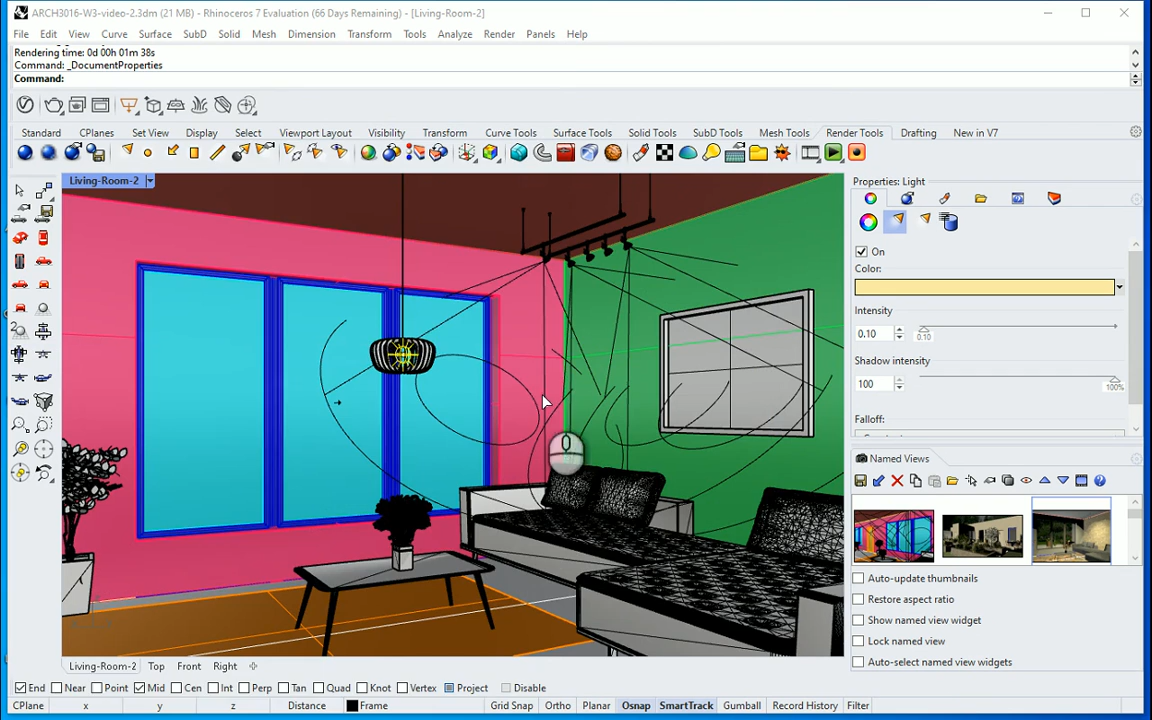 ARCH3016-W3-video-2.3dm (21 MB) - Rhinoceros 7 Evaluation (66 Days Remaining) - [Living-Room-2]
File Edit View Curve Surface SubD Solid Mesh Dimension Transform Tools Analyze Render Panels Help
Rendering time: 0d 00h 01m 38s
Command: _DocumentProperties
Command:
Standard CPlanes Set View Display Select Viewport Layout Visibility Transform Curve Tools Surface Tools Solid Tools SubD Tools Mesh Tools Render Tools Drafting New in V7
Living-Room-2
Properties: Light
On
Color:
Intensity
0.10
0.10
Shadow intensity
100
100%
Falloff:
Named Views
Auto-update thumbnails
Restore aspect ratio
Show named view widget
Lock named view
Auto-select named view widgets
Living-Room-2 Top Front Right
End Near Point Mid Cen Int Perp Tan Quad Knot Vertex Project Disable
CPlane x y z Distance Frame Grid Snap Ortho Planar Osnap SmartTrack Gumball Record History Filter